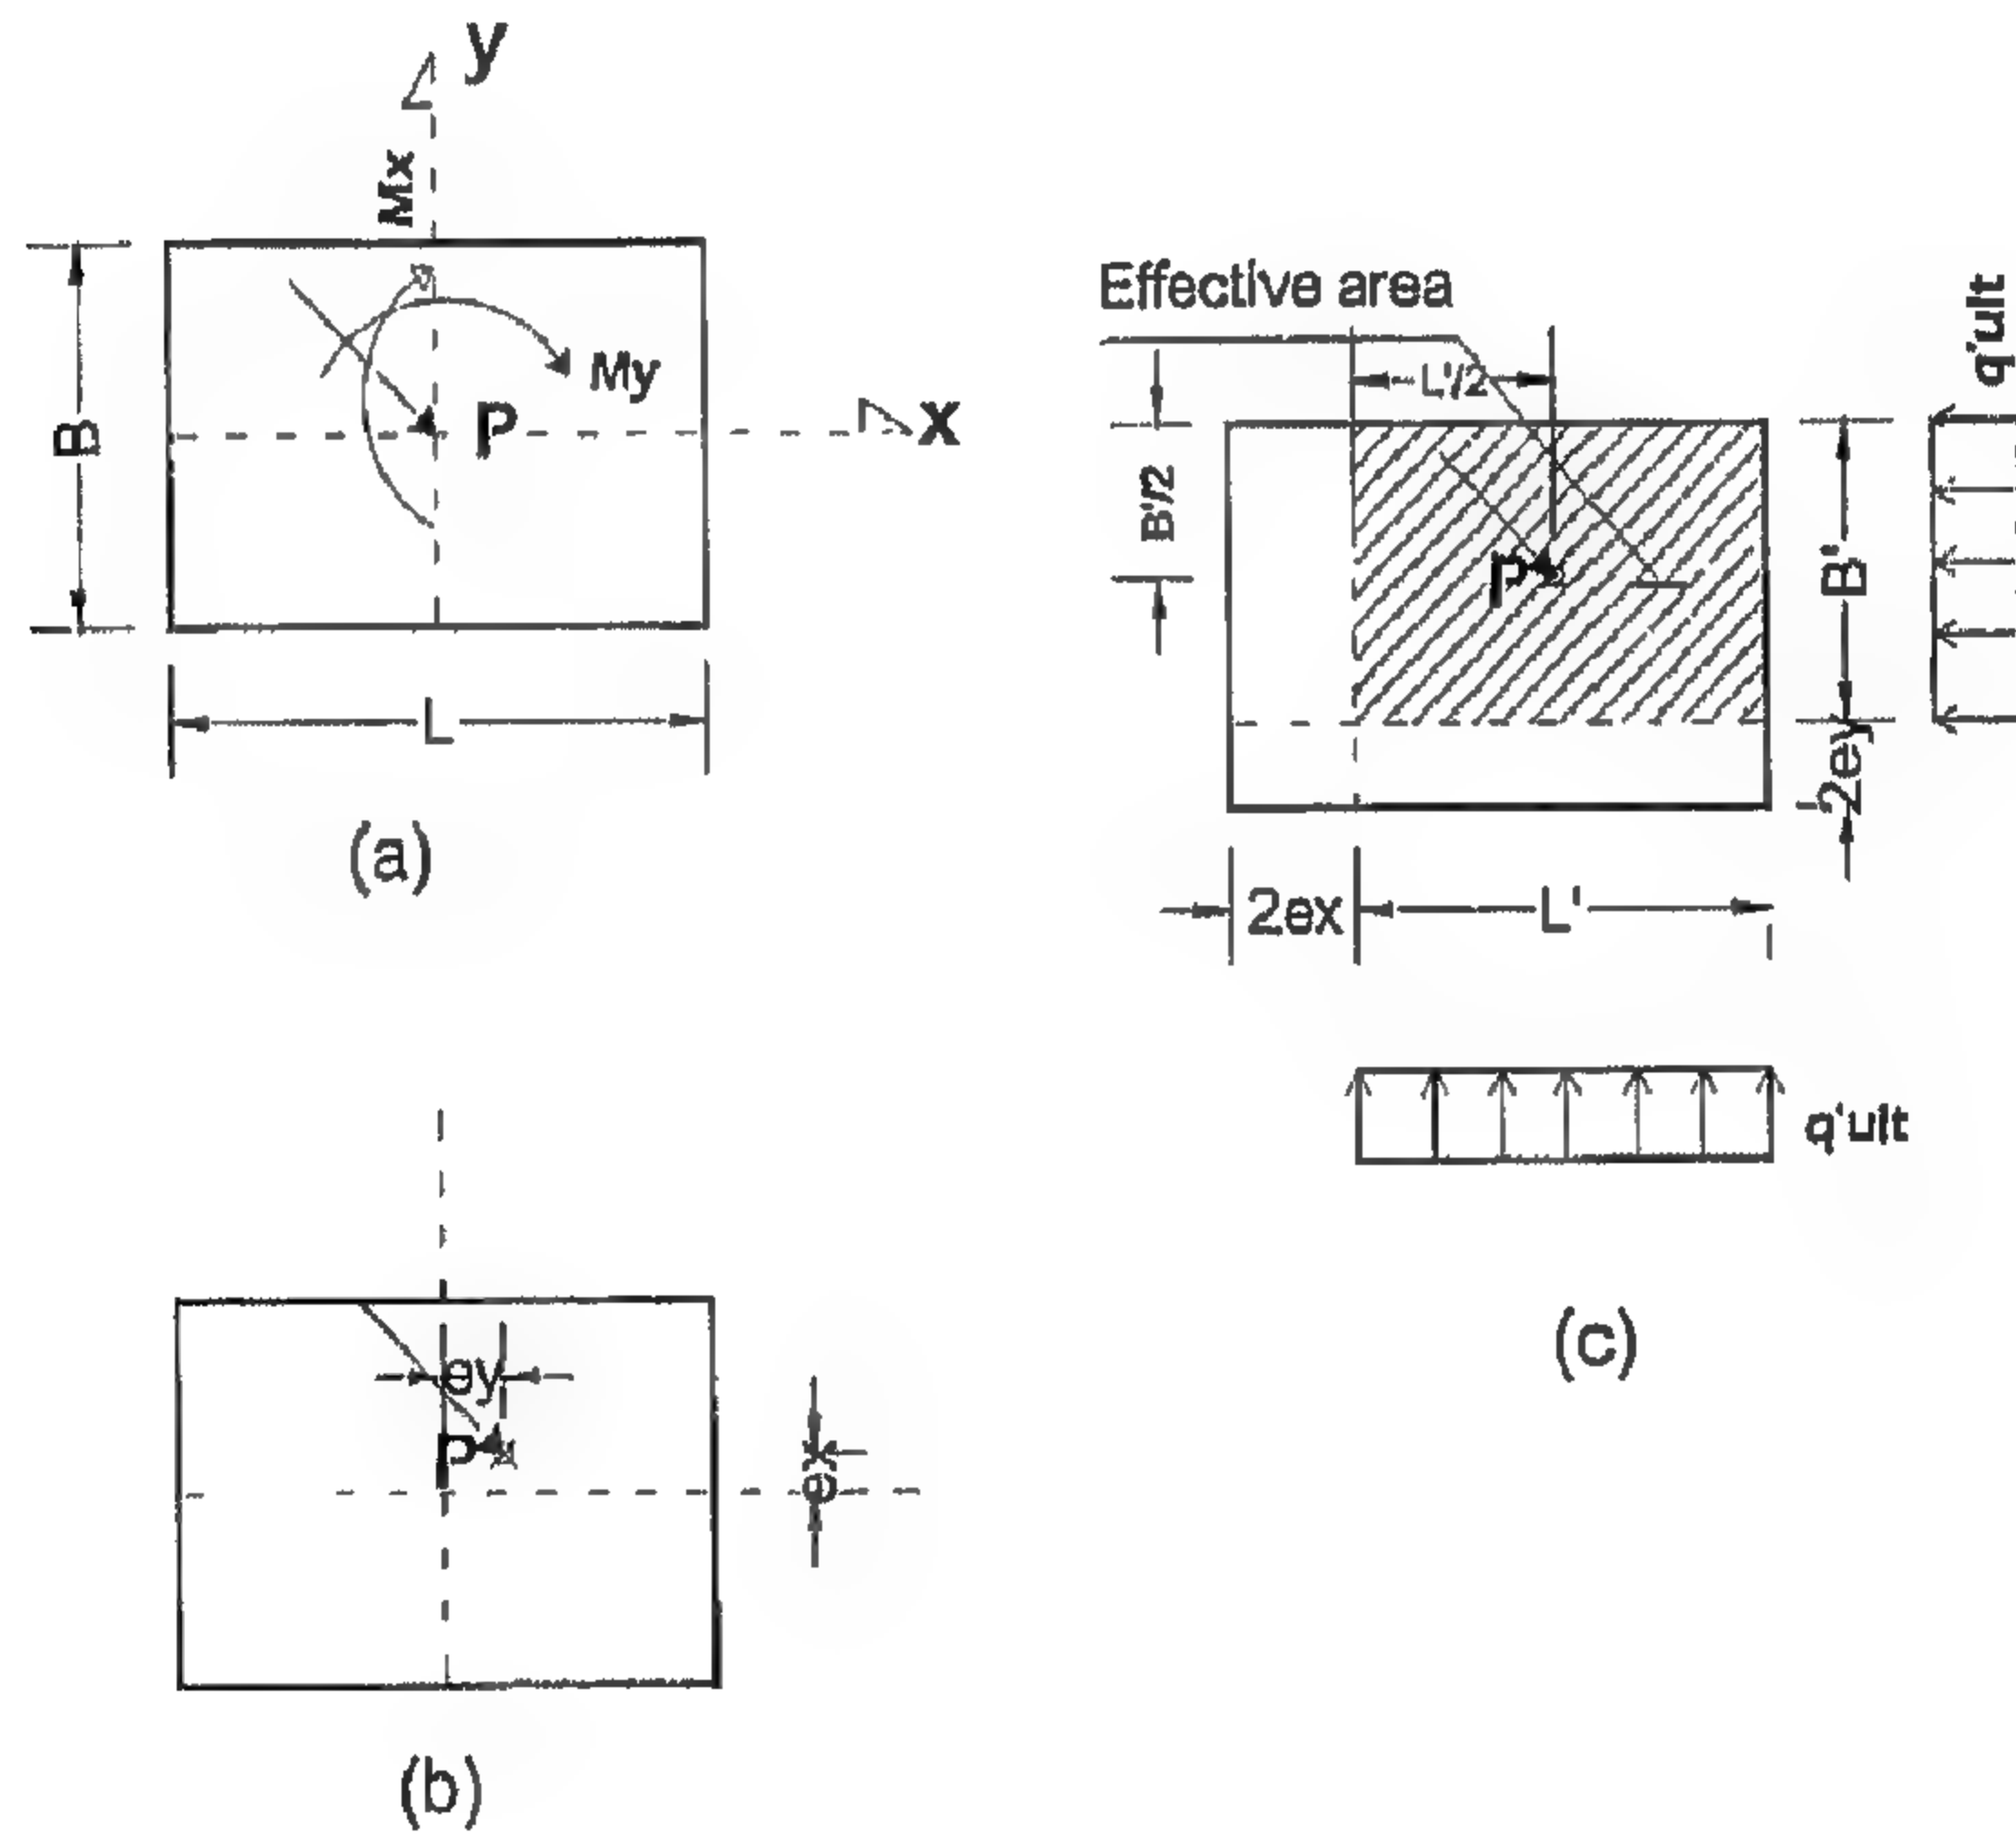 y
Mx
My
P
x
B
L
(a)
Effective area
L'/2
B'/2
P
B'
q'ult
2ey
2ex
L'
q'ult
(c)
ey
P
ex
(b)